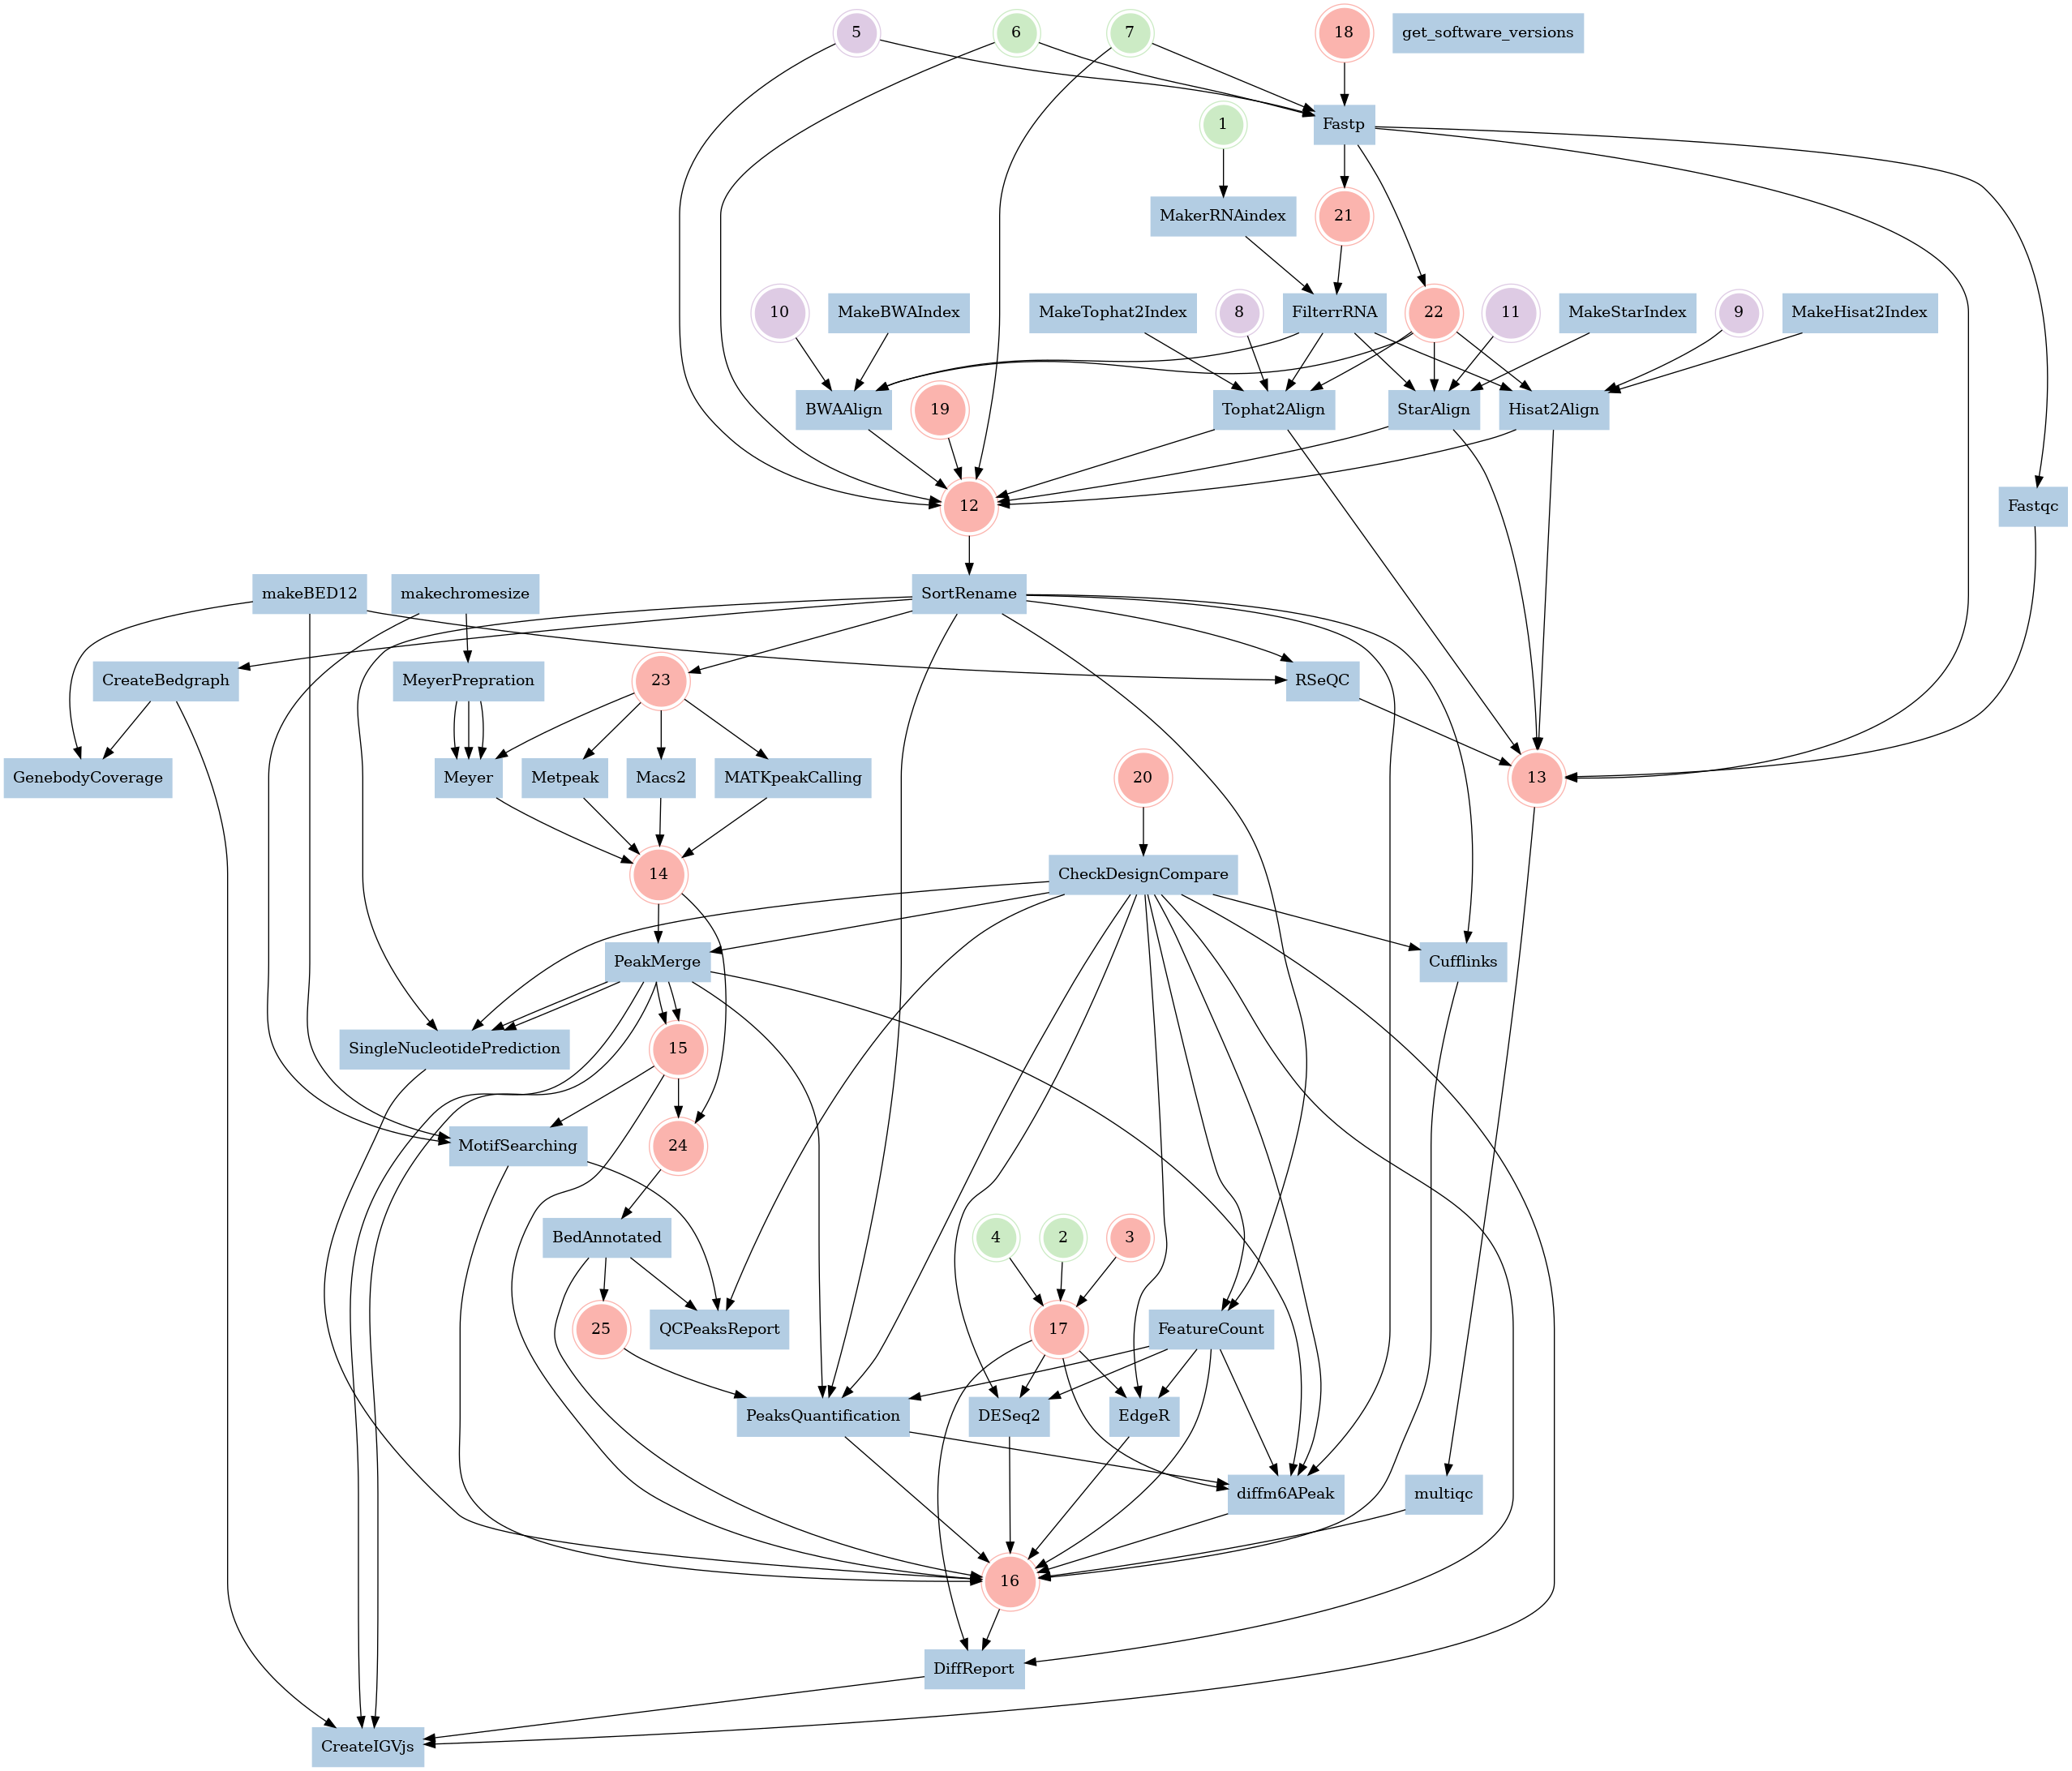 5
6
7
18
get_software_versions
1
Fastp
MakerRNAindex
21
10
MakeBWAIndex
MakeTophat2Index
8
FilterrRNA
22
11
MakeStarIndex
9
MakeHisat2Index
BWAAlign
19
Tophat2Align
StarAlign
Hisat2Align
12
Fastqc
makeBED12
makechromesize
SortRename
CreateBedgraph
MeyerPrepration
23
RSeQC
GenebodyCoverage
Meyer
Metpeak
Macs2
MATKpeakCalling
20
13
14
CheckDesignCompare
PeakMerge
Cufflinks
SingleNucleotidePrediction
15
MotifSearching
24
BedAnnotated
4
2
3
25
QCPeaksReport
17
FeatureCount
PeaksQuantification
DESeq2
EdgeR
diffm6APeak
multiqc
16
DiffReport
CreateIGVjs